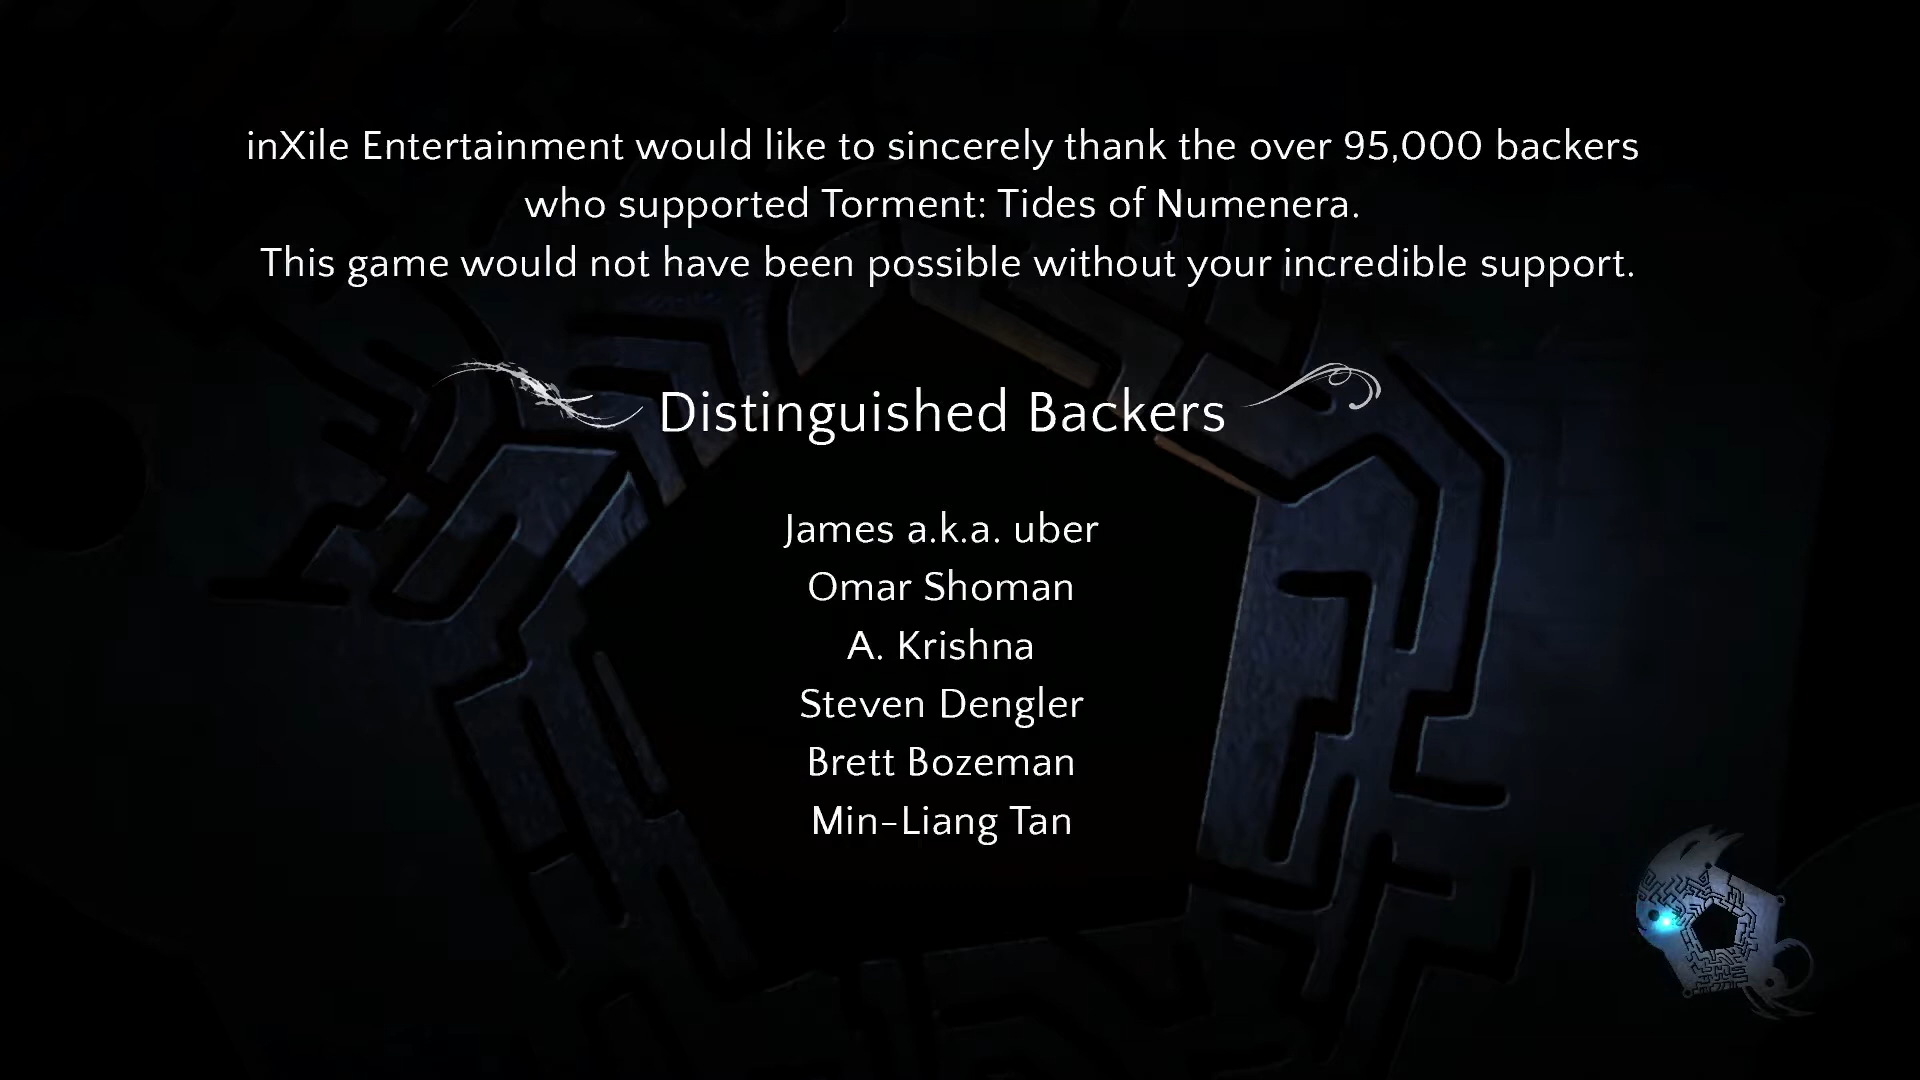 inXile Entertainment would like to sincerely thank the over 95,000 backers
who supported Torment: Tides of Numenera.
This game would not have been possible without your incredible support.
Distinguished Backers
James a.k.a. uber
Omar Shoman
A. Krishna
Steven Dengler
Brett Bozeman
Min-Liang Tan